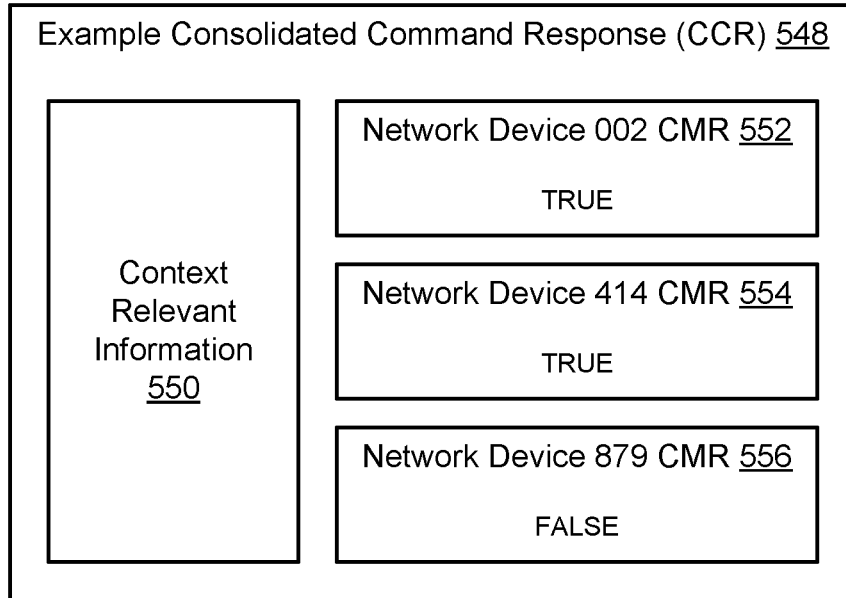 Example Consolidated Command Response (CCR) 548
Context
Relevant
Information
550
Network Device 002 CMR 552
TRUE
Network Device 414 CMR 554
TRUE
Network Device 879 CMR 556
FALSE